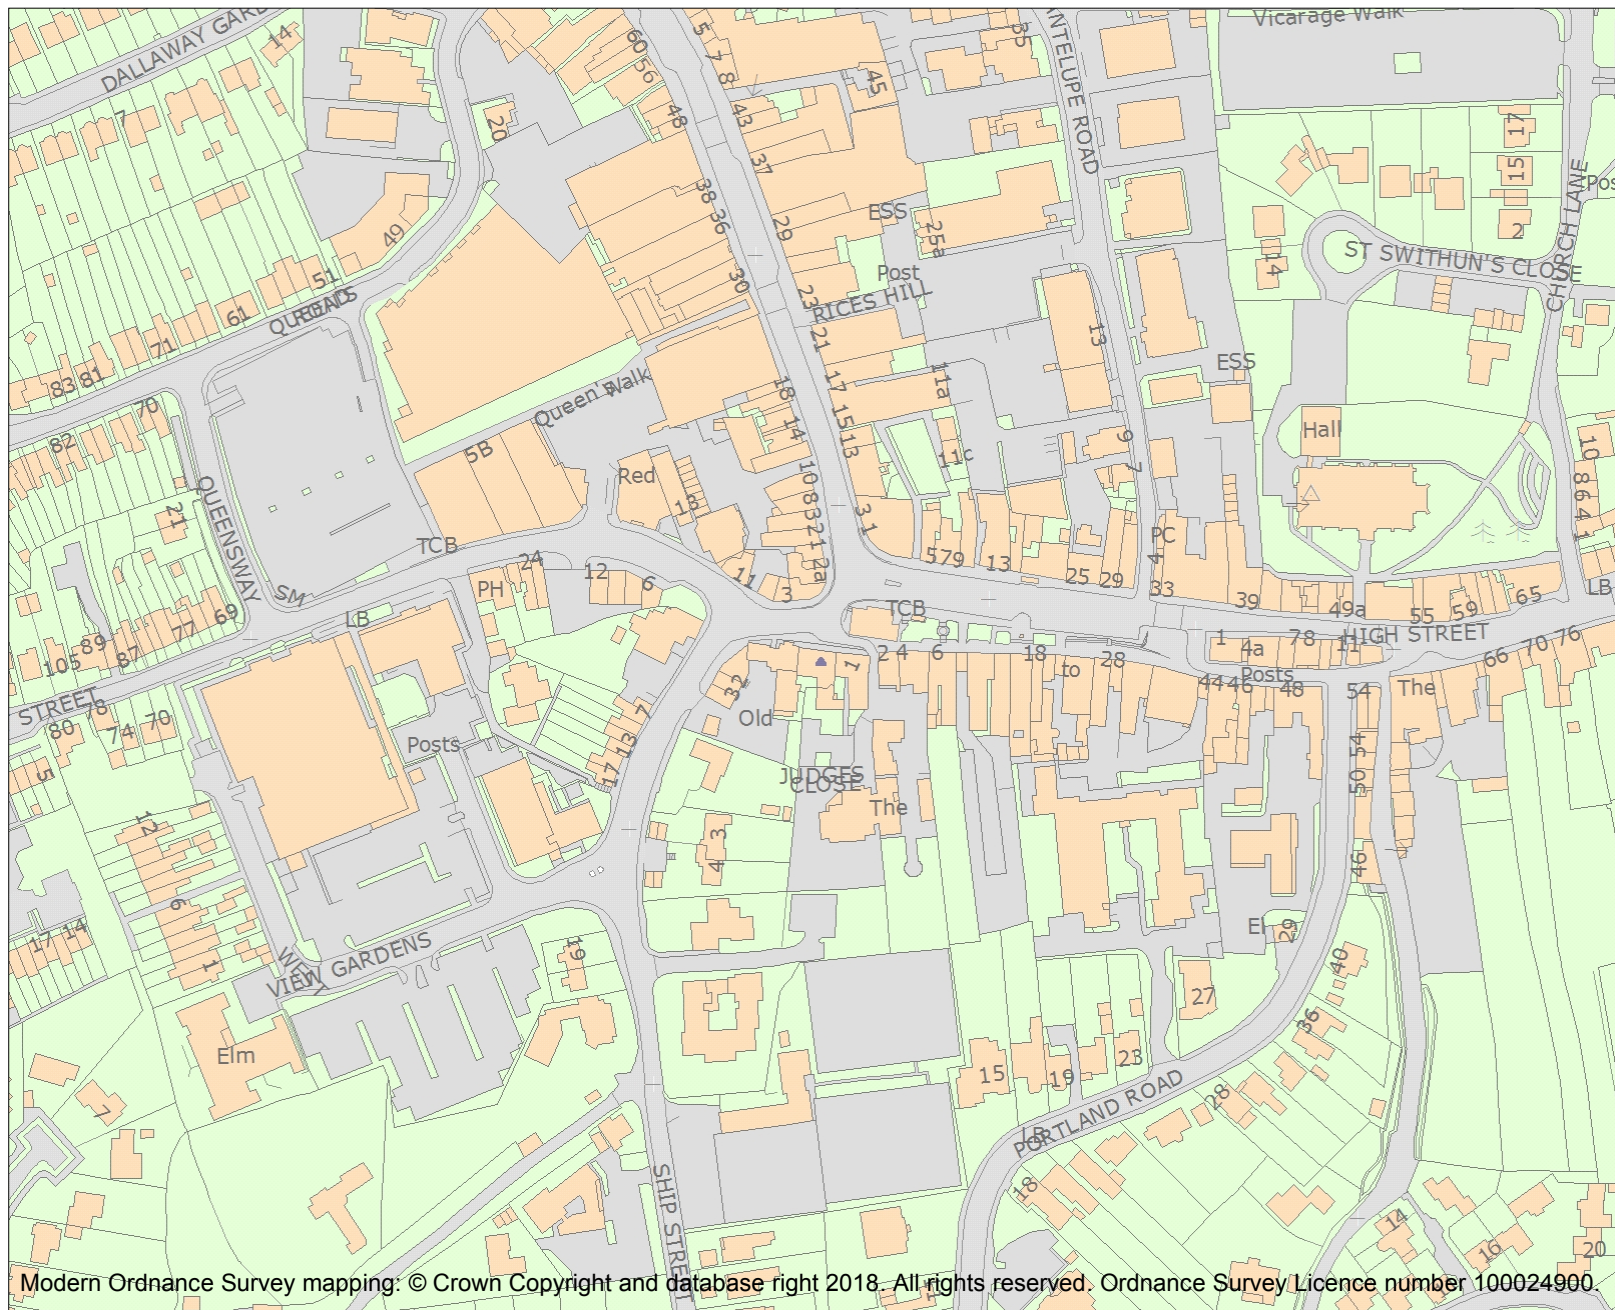 DALLAWAY GARD
14
7
20
60
56
48
5
7
8
43
45
35
ANTELUPE ROAD
Vicarage Walk
17
15
2
CHURCH LANE
Pos
ST SWITHUN'S CLOSE
14
37
38
36
29
30
ESS
25a
Post
RICES HILL
23
21
49
51
61
71
QUEENS
ROAD
83
81
70
82
13
ESS
18
14
17
15
13
11a
11c
Queen's
Walk
5B
Red
13
9
7
Hall
10
8
6
4
1
QUEENSWAY
21
TCB
SM
LB
PH
24
12
6
11
3
10
8
3
2
1
2a
3
1
5
7
9
13
25
29
PC
4
33
39
49a
55
59
65
LB
TCB
HIGH STREET
105
89
87
77
69
STREET
80
78
74
70
5
12
6
1
17
14
Posts
7
13
17
32
Old
1
2
4
6
18
to
28
1
4a
7
8
11
Posts
44
46
48
54
The
66
70
76
JUDGES
CLOSE
The
3
4
54
50
46
El
29
40
36
27
WEST
VIEW GARDENS
19
Elm
7
15
19
23
28
LB
PORTLAND ROAD
18
SHIP STREE
14
16
20
Modern Ordnance Survey mapping: © Crown Copyright and database right 2018. All rights reserved. Ordnance Survey Licence number 100024900.